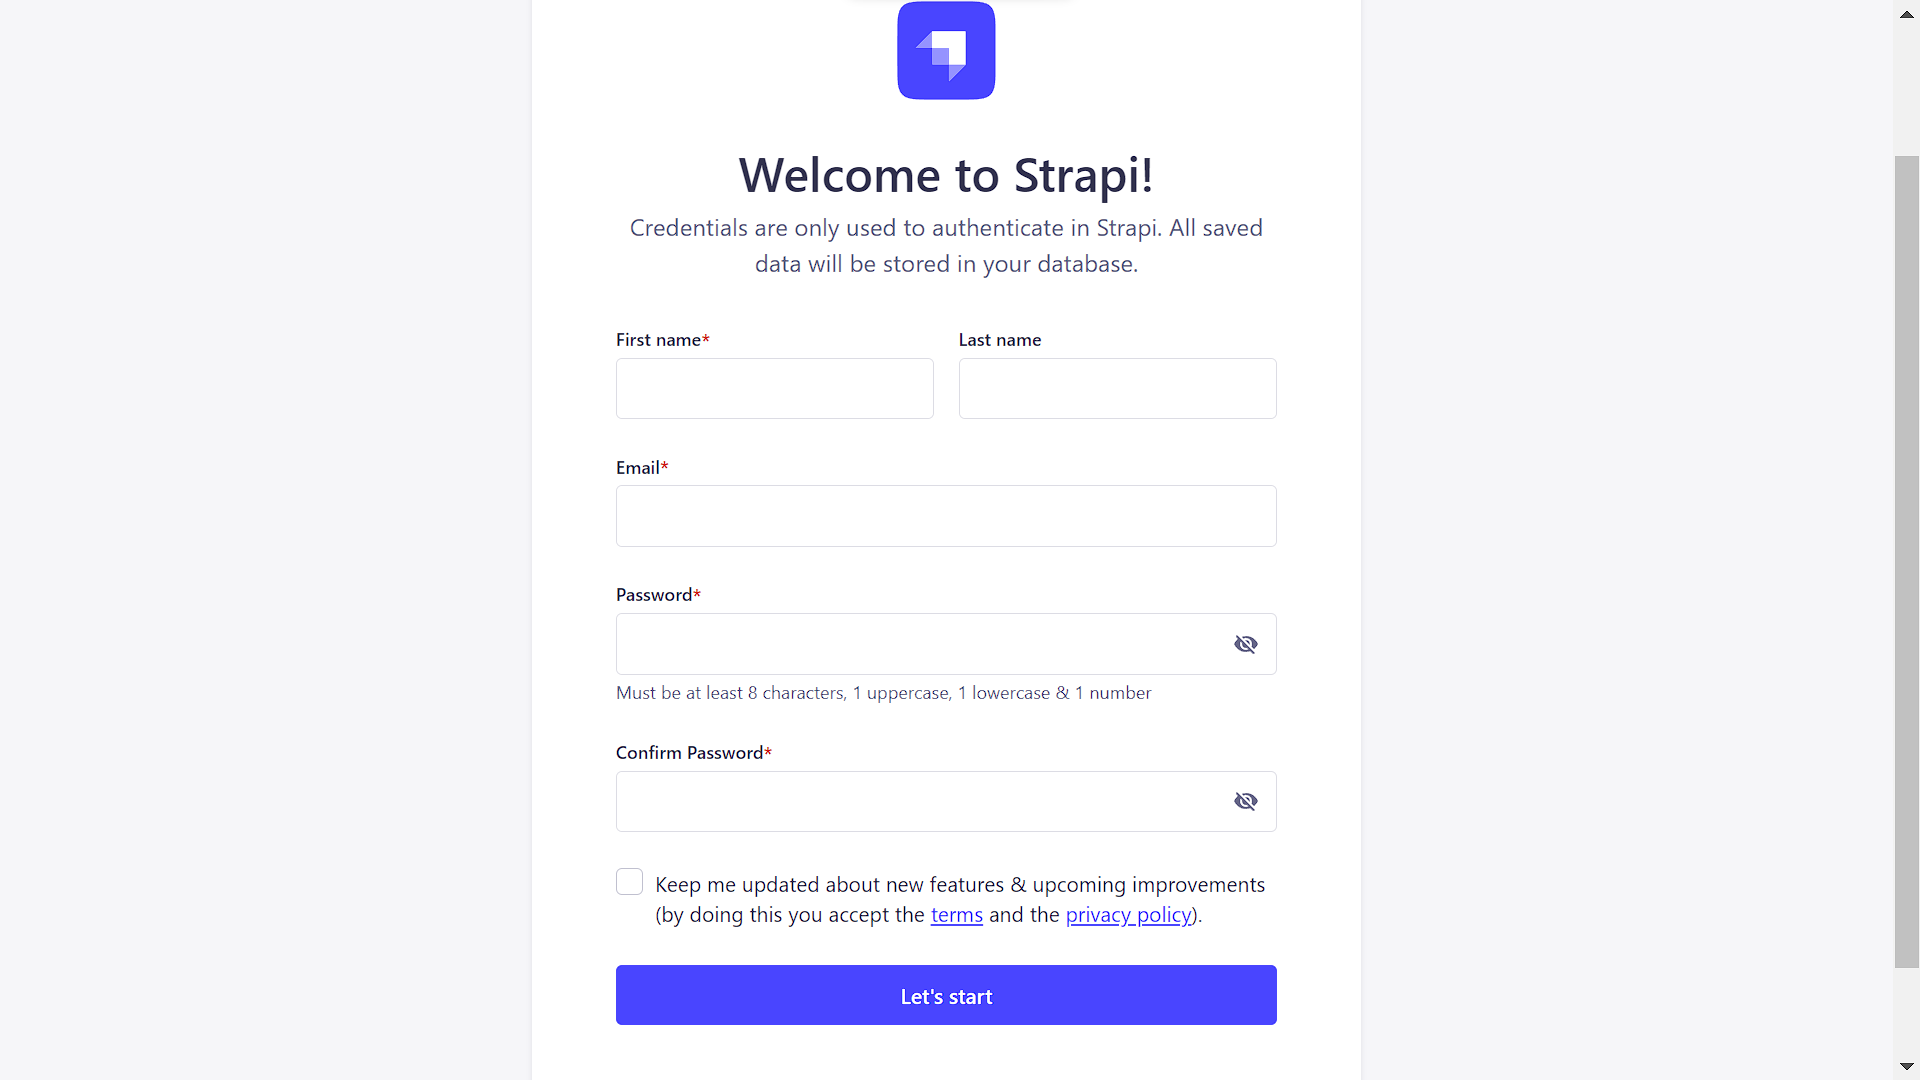 Welcome to Strapi!
Credentials are only used to authenticate in Strapi. All saved
data will be stored in your database.
First name*
Last name
Email*
Password*
Must be at least 8 characters, 1 uppercase, 1 lowercase & 1 number
Confirm Password*
Keep me updated about new features & upcoming improvements
(by doing this you accept the terms and the privacy policy).
Let's start